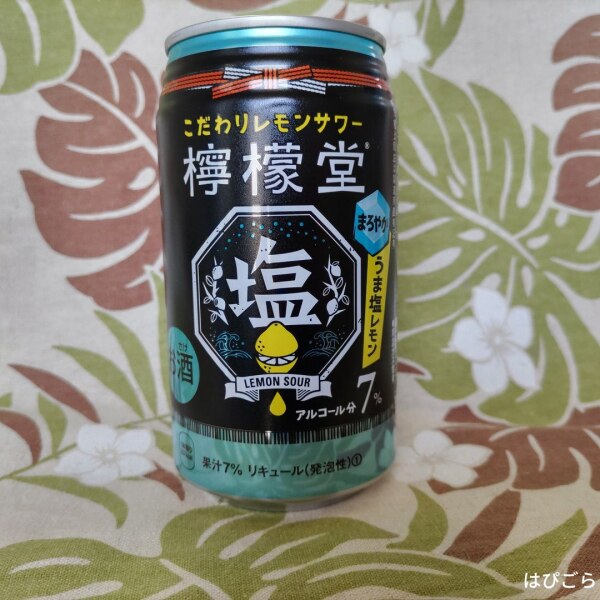 こだわりレモンサワー
檸檬堂®
まろやか
うま塩レモン
塩
LEMON SOUR
お酒
アルコール分 7%
果汁7% リキュール(発泡性)①
はぴごら